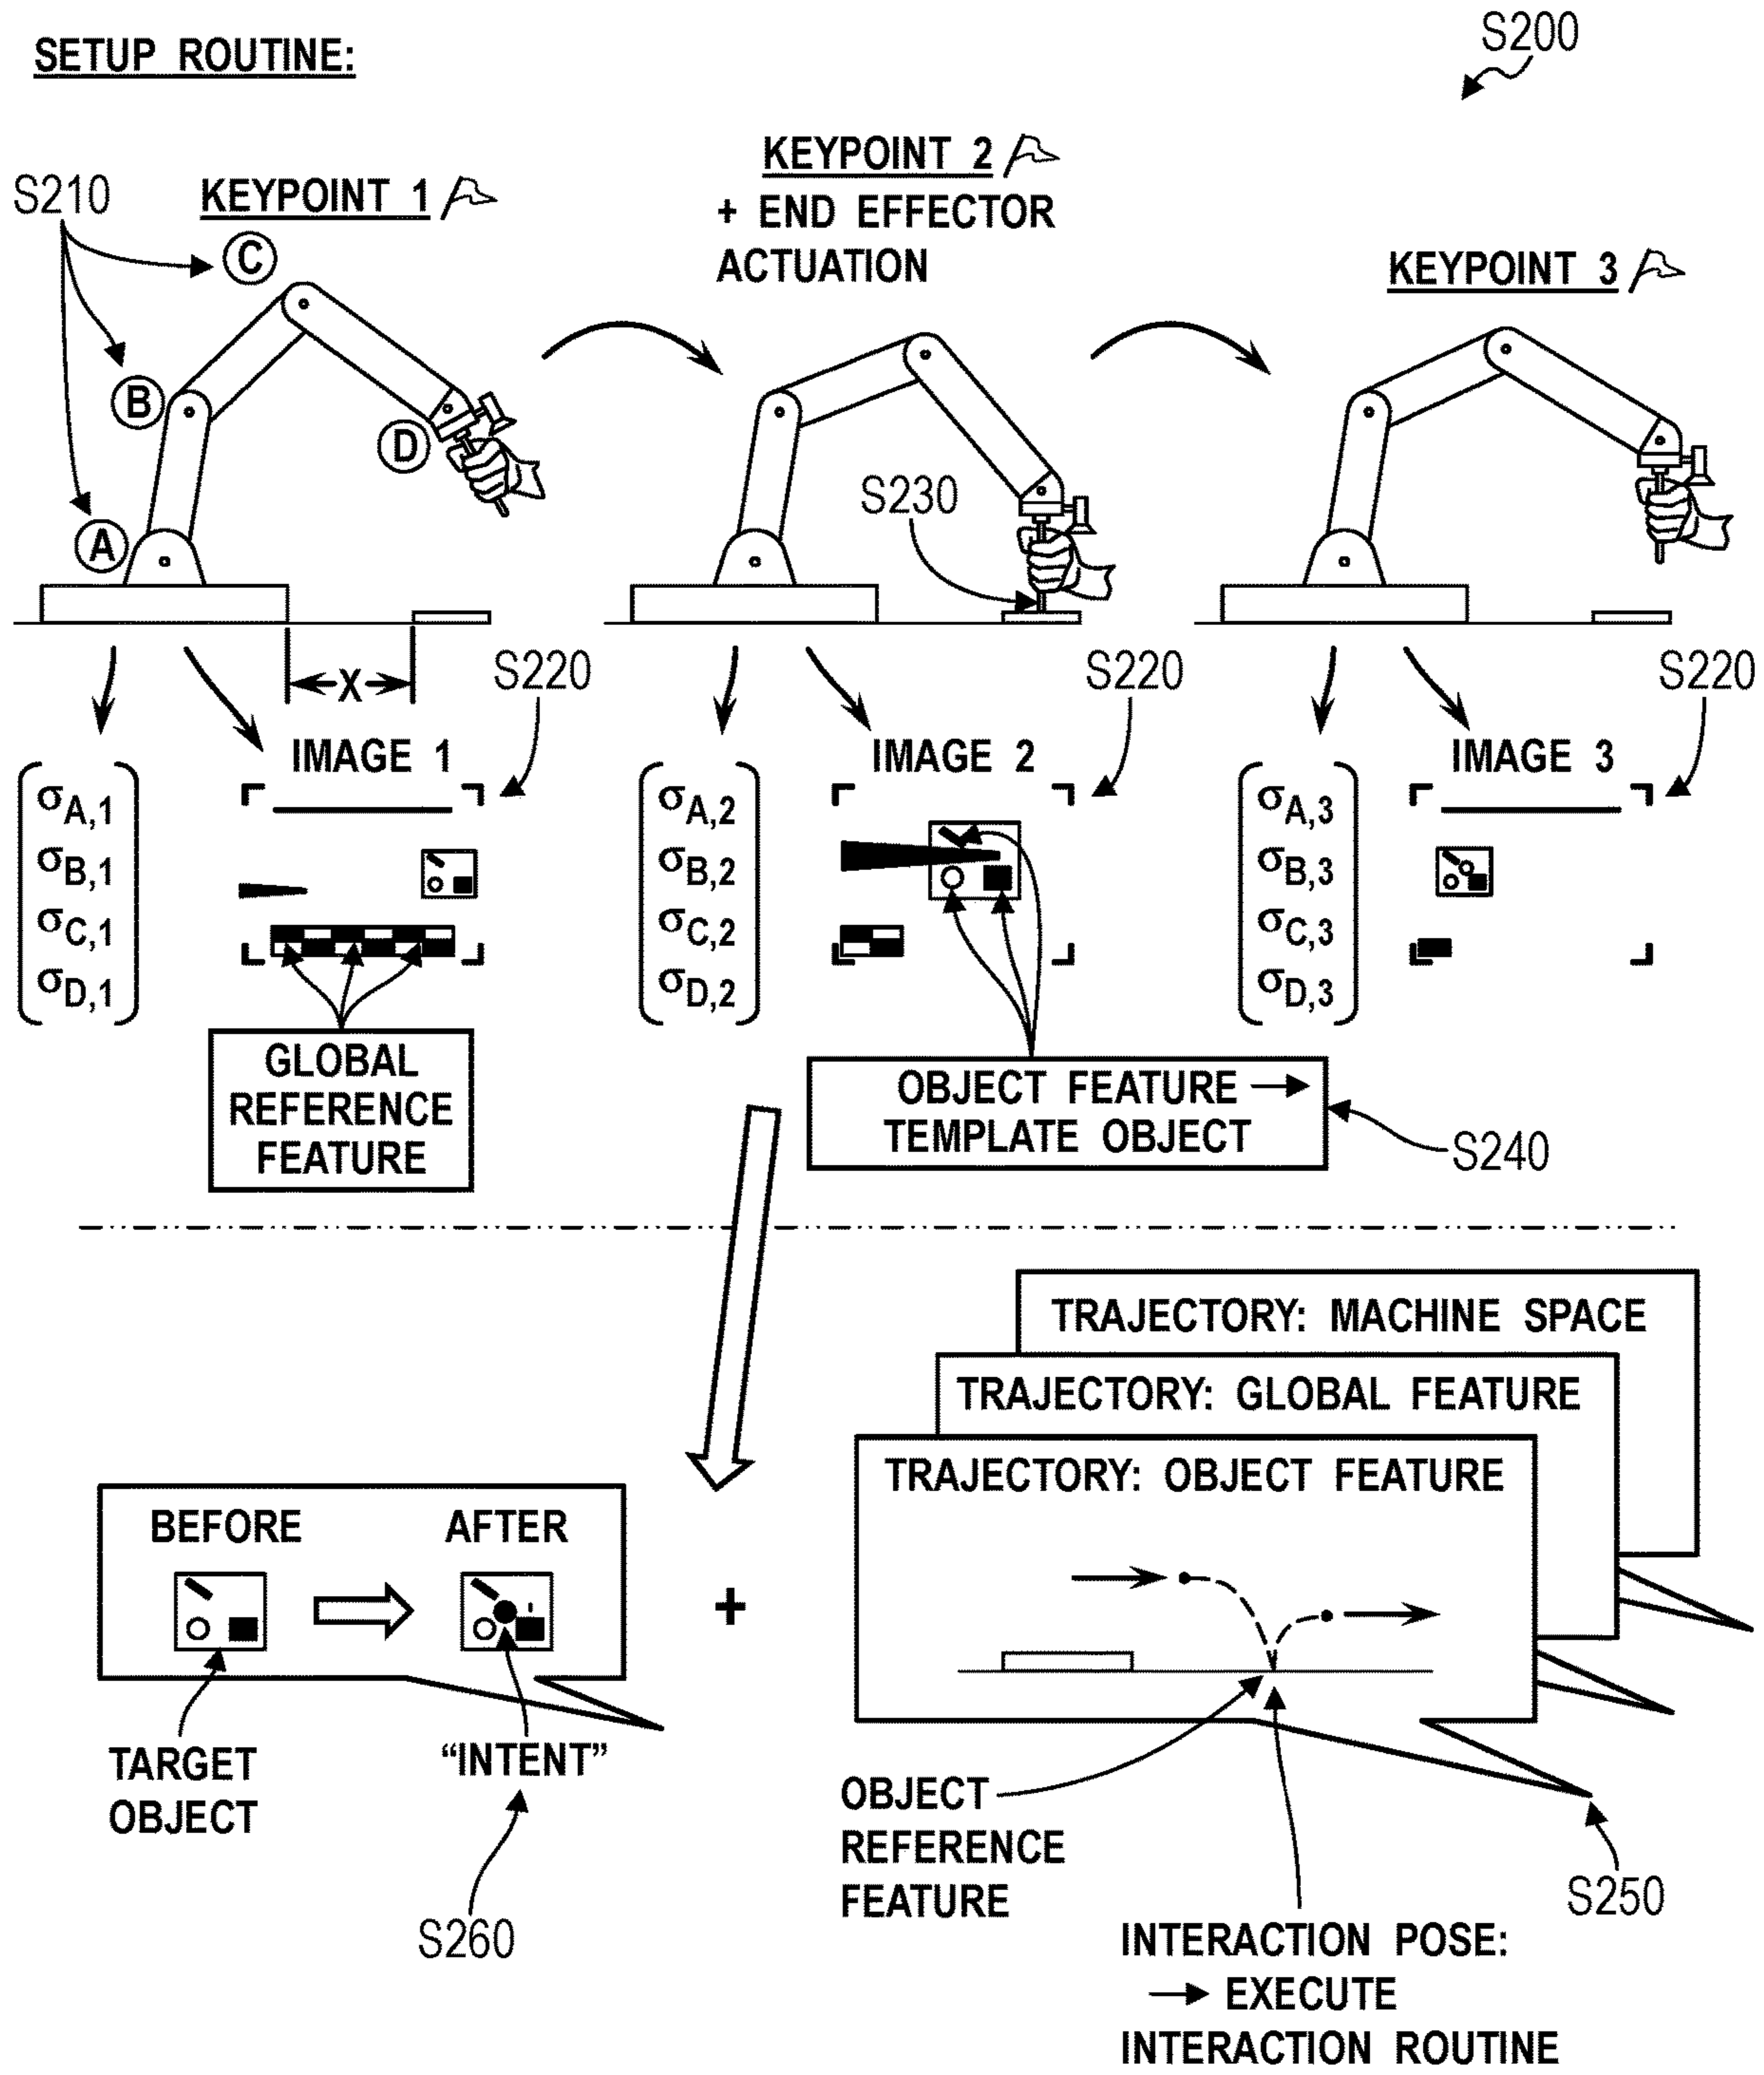 SETUP ROUTINE:
S200
S210
KEYPOINT 1
KEYPOINT 2
+ END EFFECTOR
ACTUATION
KEYPOINT 3
C
B
D
A
S230
X
S220
S220
S220
IMAGE 1
IMAGE 2
IMAGE 3
σA,1
σB,1
σC,1
σD,1
σA,2
σB,2
σC,2
σD,2
σA,3
σB,3
σC,3
σD,3
GLOBAL
REFERENCE
FEATURE
OBJECT FEATURE →
TEMPLATE OBJECT
S240
TRAJECTORY: MACHINE SPACE
TRAJECTORY: GLOBAL FEATURE
TRAJECTORY: OBJECT FEATURE
BEFORE
AFTER
+
TARGET
OBJECT
“INTENT”
S260
OBJECT
REFERENCE
FEATURE
S250
INTERACTION POSE:
→ EXECUTE
INTERACTION ROUTINE